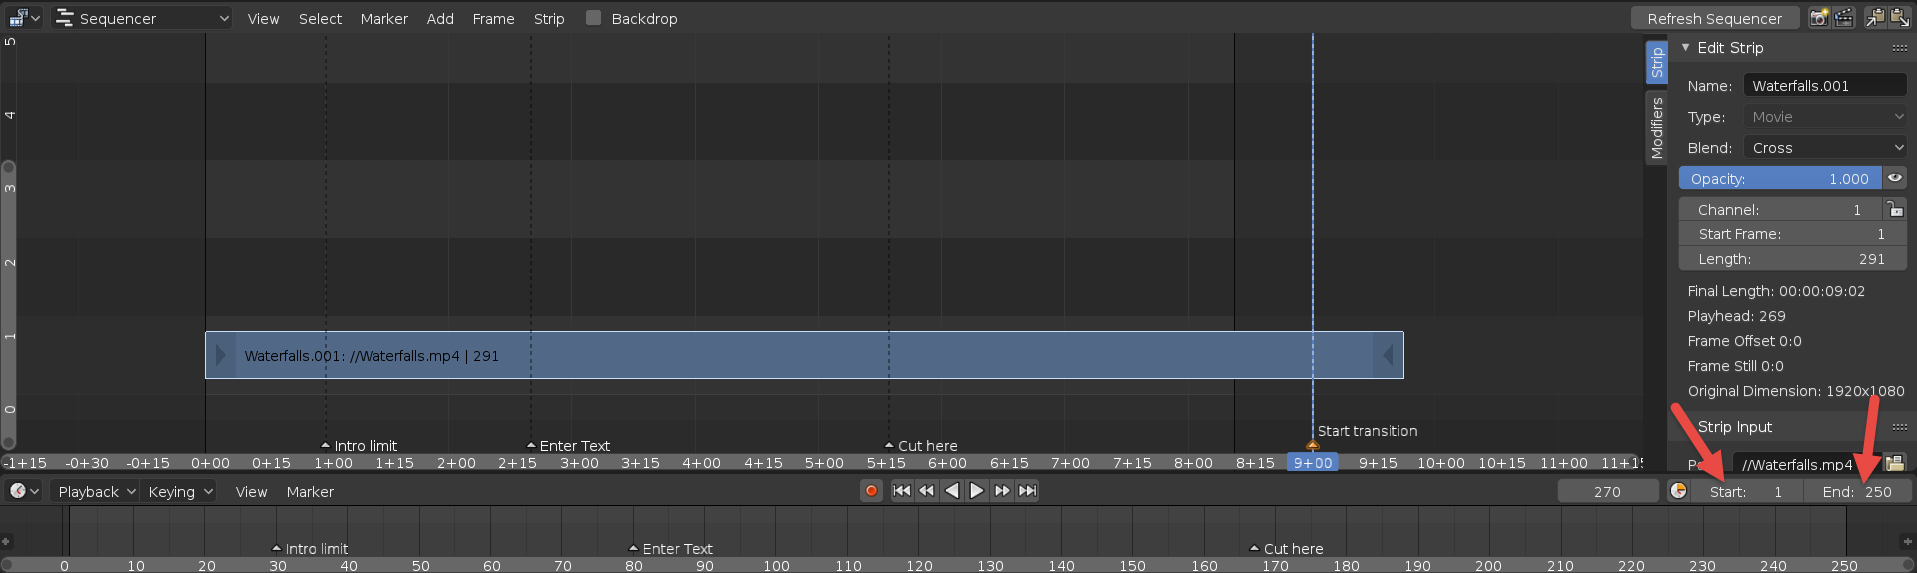 Sequencer View Select Marker Add Frame Strip Backdrop Refresh Sequencer
5
4
3
2
1
0
Waterfalls.001: //Waterfalls.mp4 | 291
Start transition
Intro limit Enter Text Cut here
-1+15 -0+30 -0+15 0+00 0+15 1+00 1+15 2+00 2+15 3+00 3+15 4+00 4+15 5+00 5+15 6+00 6+15 7+00 7+15 8+00 8+15 9+00 9+15 10+00 10+15 11+00 11+15
Strip
Modifiers
Edit Strip
Name: Waterfalls.001
Type: Movie
Blend: Cross
Opacity: 1.000
Channel: 1
Start Frame: 1
Length: 291
Final Length: 00:00:09:02
Playhead: 269
Frame Offset 0:0
Frame Still 0:0
Original Dimension: 1920x1080
Strip Input
//Waterfalls.mp4
Playback Keying View Marker 270 Start: 1 End: 250
Intro limit Enter Text Cut here
0 10 20 30 40 50 60 70 80 90 100 110 120 130 140 150 160 170 180 190 200 210 220 230 240 250